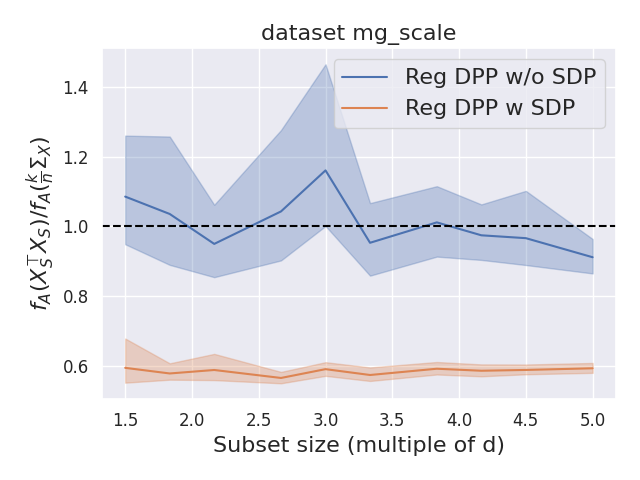 dataset mg_scale
f_A(X_S^⊤X_S)/f_A(\frac{k}{n}Σ_X)
1.4
1.2
1.0
0.8
0.6
Reg DPP w/o SDP
Reg DPP w SDP
1.5 2.0 2.5 3.0 3.5 4.0 4.5 5.0
Subset size (multiple of d)